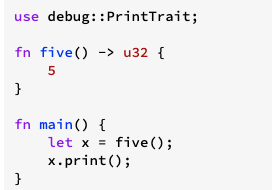 use debug::PrintTrait;
fn five() -> u32 {
    5
}
fn main() {
    let x = five();
    x.print();
}